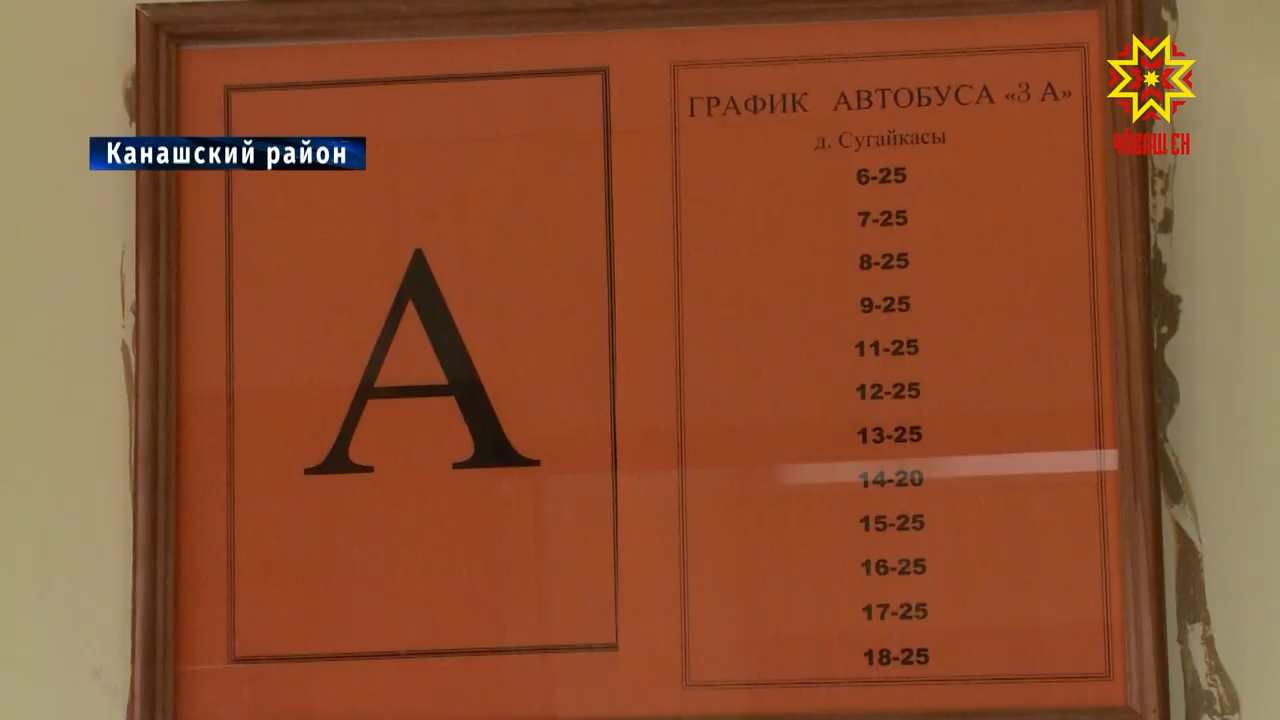 Канашский район
ЧӐВАШ ЕН
А
ГРАФИК АВТОБУСА «3 А»
д. Сугайкасы
6-25
7-25
8-25
9-25
11-25
12-25
13-25
14-20
15-25
16-25
17-25
18-25